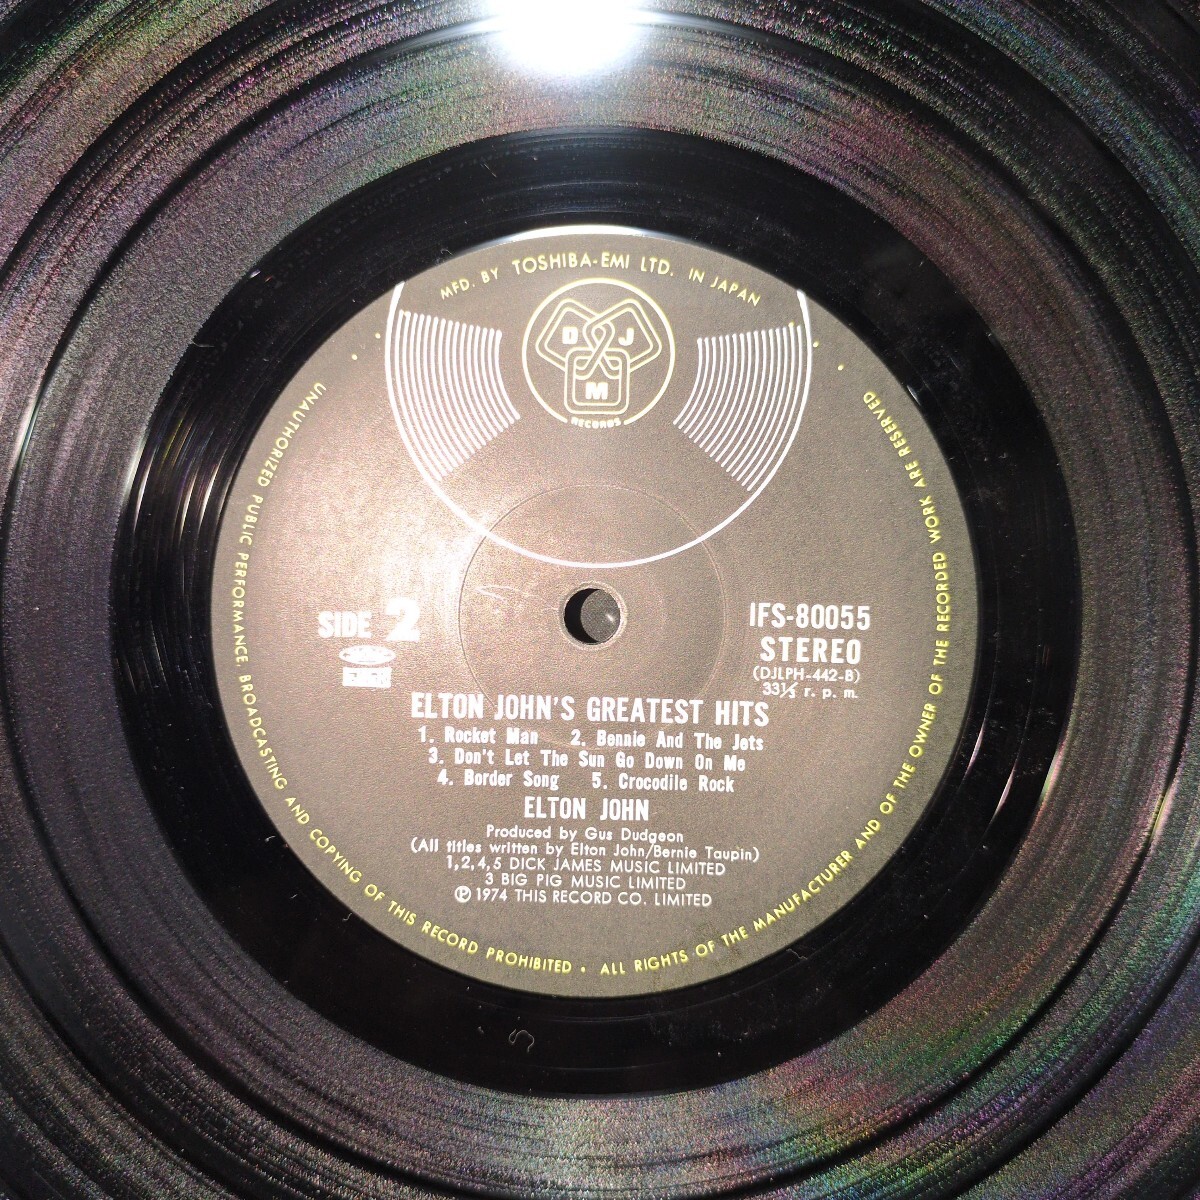 MFD. BY TOSHIBA-EMI LTD. IN JAPAN
D J
M
RECORDS
SIDE 2
IFS-80055
STEREO
(DJLPH-442-B)
33⅓ r. p. m.
ELTON JOHN'S GREATEST HITS
1. Rocket Man 2. Bennie And The Jets
3. Don't Let The Sun Go Down On Me
4. Border Song 5. Crocodile Rock
ELTON JOHN
Produced by Gus Dudgeon
(All titles written by Elton John/Bernie Taupin)
1,2,4,5 DICK JAMES MUSIC LIMITED
3 BIG PIG MUSIC LIMITED
Ⓟ 1974 THIS RECORD CO. LIMITED
UNAUTHORIZED PUBLIC PERFORMANCE, BROADCASTING AND COPYING OF THIS RECORD PROHIBITED • ALL RIGHTS OF THE MANUFACTURER AND OF THE OWNER OF THE RECORDED WORK ARE RESERVED